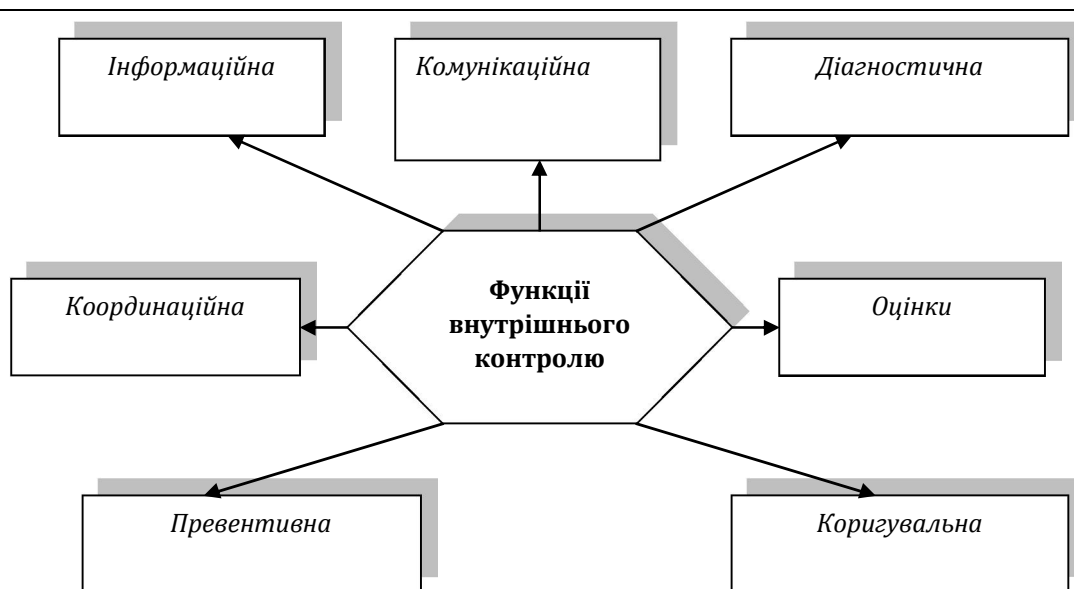 Інформаційна
Комунікаційна
Діагностична
Координаційна
Функції
внутрішнього
контролю
Оцінки
Превентивна
Коригувальна